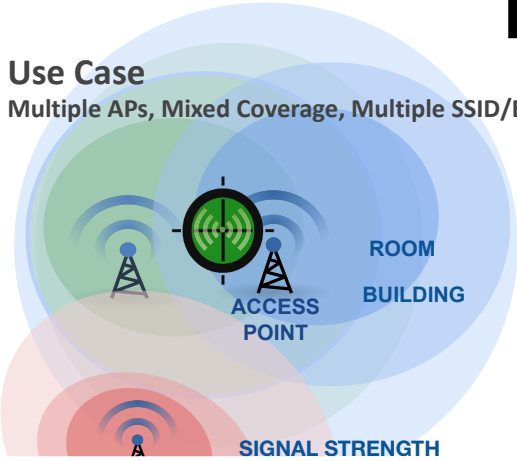 Use Case
Multiple APs, Mixed Coverage, Multiple SSID/
ROOM
BUILDING
ACCESS
POINT
SIGNAL STRENGTH